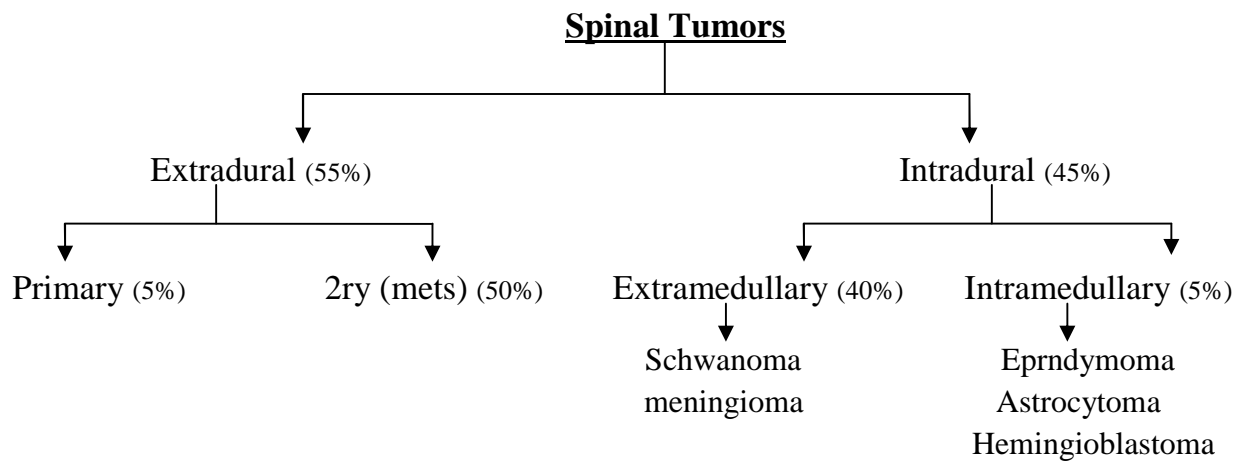 Spinal Tumors
Extradural (55%) Intradural (45%)
Primary (5%) 2ry (mets) (50%) Extramedullary (40%) Intramedullary (5%)
Schwanoma Eprndymoma
meningioma Astrocytoma
Hemingioblastoma